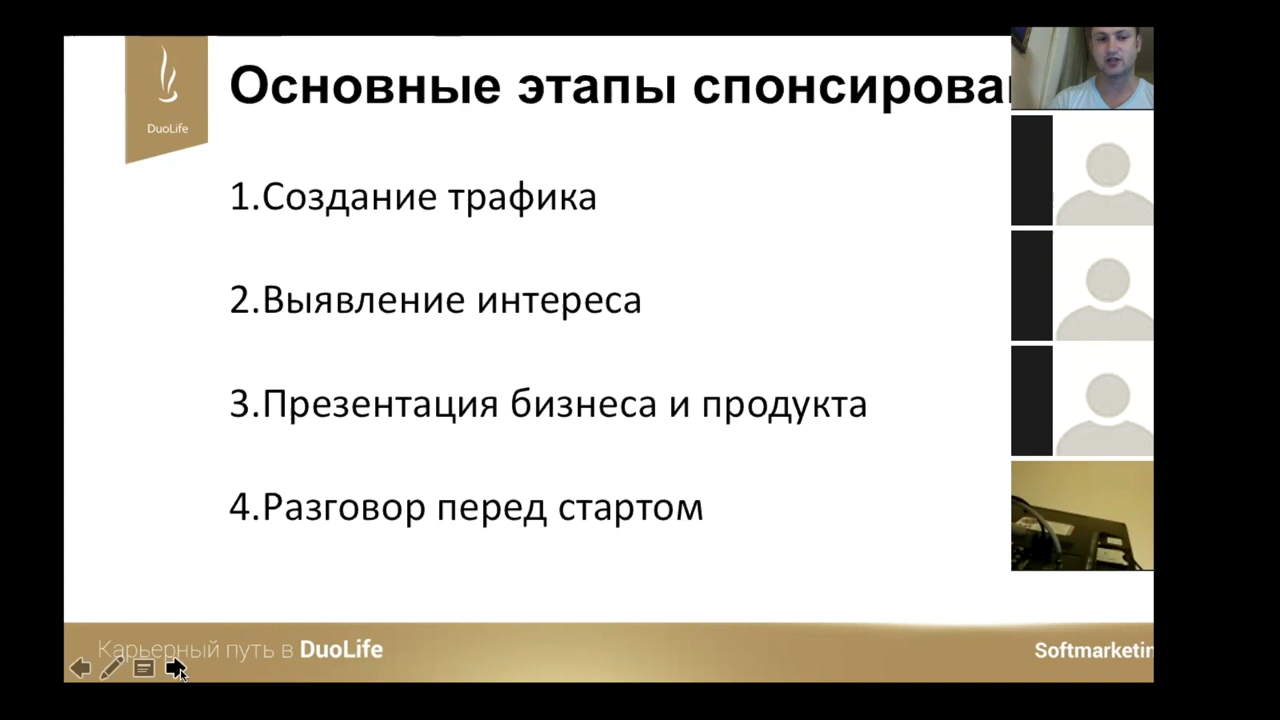 Основные этапы спонсирова
DuoLife
1.Создание трафика
2.Выявление интереса
3.Презентация бизнеса и продукта
4.Разговор перед стартом
Карьерный путь в DuoLife
Softmarketin